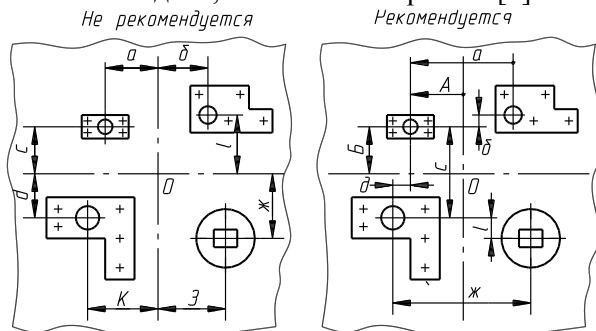 Не рекомендуется
Рекомендуется
а
б
с
l
О
d
ж
К
З
а
А
Б
б
с
О
д
l
ж